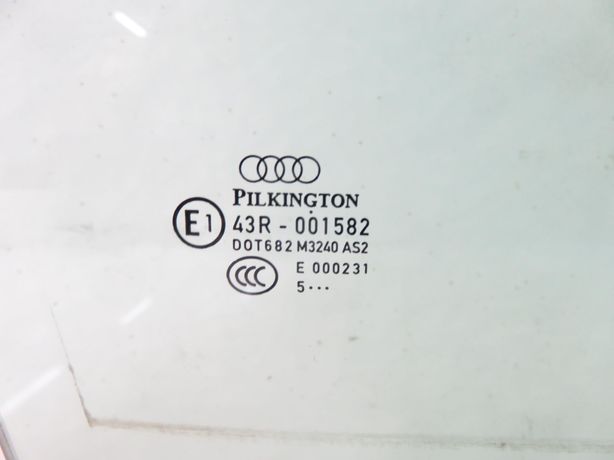 PILKINGTON
E1 43R - 001582
DOT682 M3240 AS2
CCC E 000231
5···